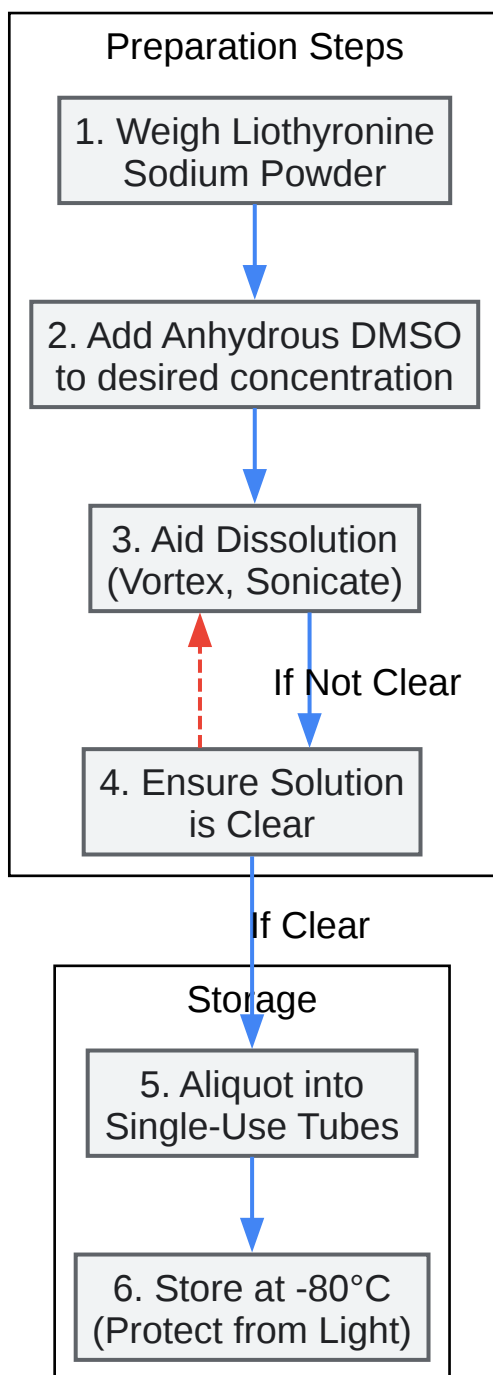 Preparation Steps
1. Weigh Liothyronine
Sodium Powder
2. Add Anhydrous DMSO
to desired concentration
3. Aid Dissolution
(Vortex, Sonicate)
If Not Clear
4. Ensure Solution
is Clear
If Clear
Storage
5. Aliquot into
Single-Use Tubes
6. Store at -80°C
(Protect from Light)